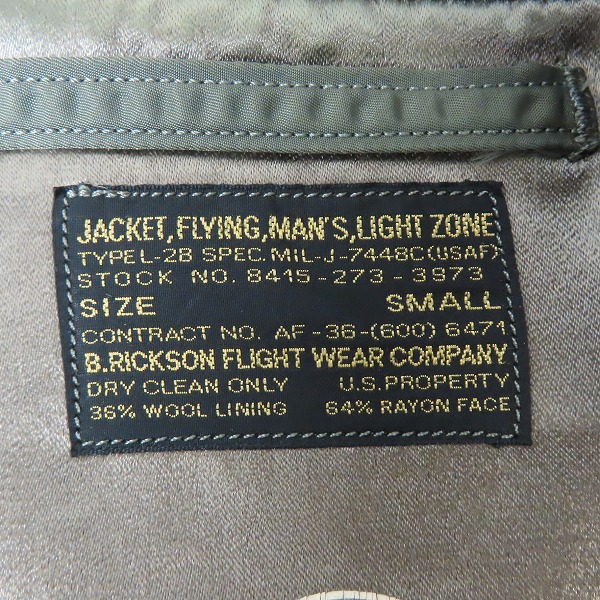 JACKET,FLYING,MAN'S,LIGHT ZONE
TYPE L-2B SPEC.MIL-J-7448C(USAF)
STOCK NO. 8415-273-3973
SIZE SMALL
CONTRACT NO. AF-36-(600)6471
B.RICKSON FLIGHT WEAR COMPANY
DRY CLEAN ONLY U.S.PROPERTY
36% WOOL LINING 64% RAYON FACE